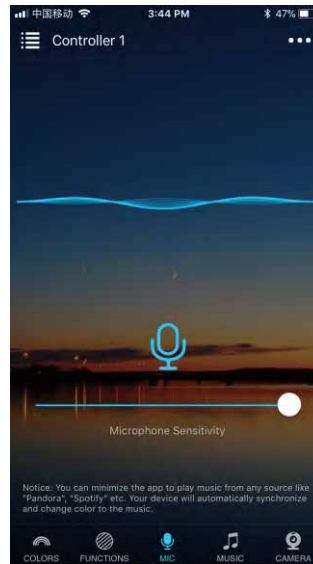 中国移动 3:44 PM 47%
Controller 1
Microphone Sensitivity
Notice: You can minimize the app to play music from any source like
"Pandora", "Spotify" etc. Your device will automatically synchronize
and change color to the music.
COLORS FUNCTIONS MIC MUSIC CAMERA